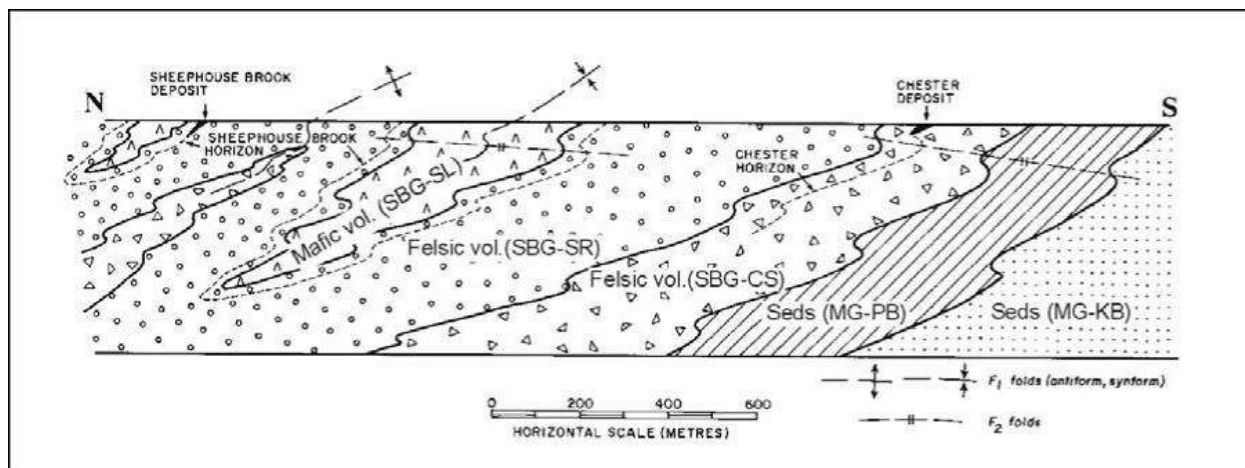 SHEEPHOUSE BROOK
DEPOSIT
N
SHEEPHOUSE BROOK
HORIZON
CHESTER
DEPOSIT
S
CHESTER
HORIZON
Mafic vol. (SBG-SL)
Felsic vol.(SBG-SR)
Felsic vol.(SBG-CS)
Seds (MG-PB)
Seds (MG-KB)
F1 folds (antiform, synform)
F2 folds
0 200 400 600
HORIZONTAL SCALE (METRES)